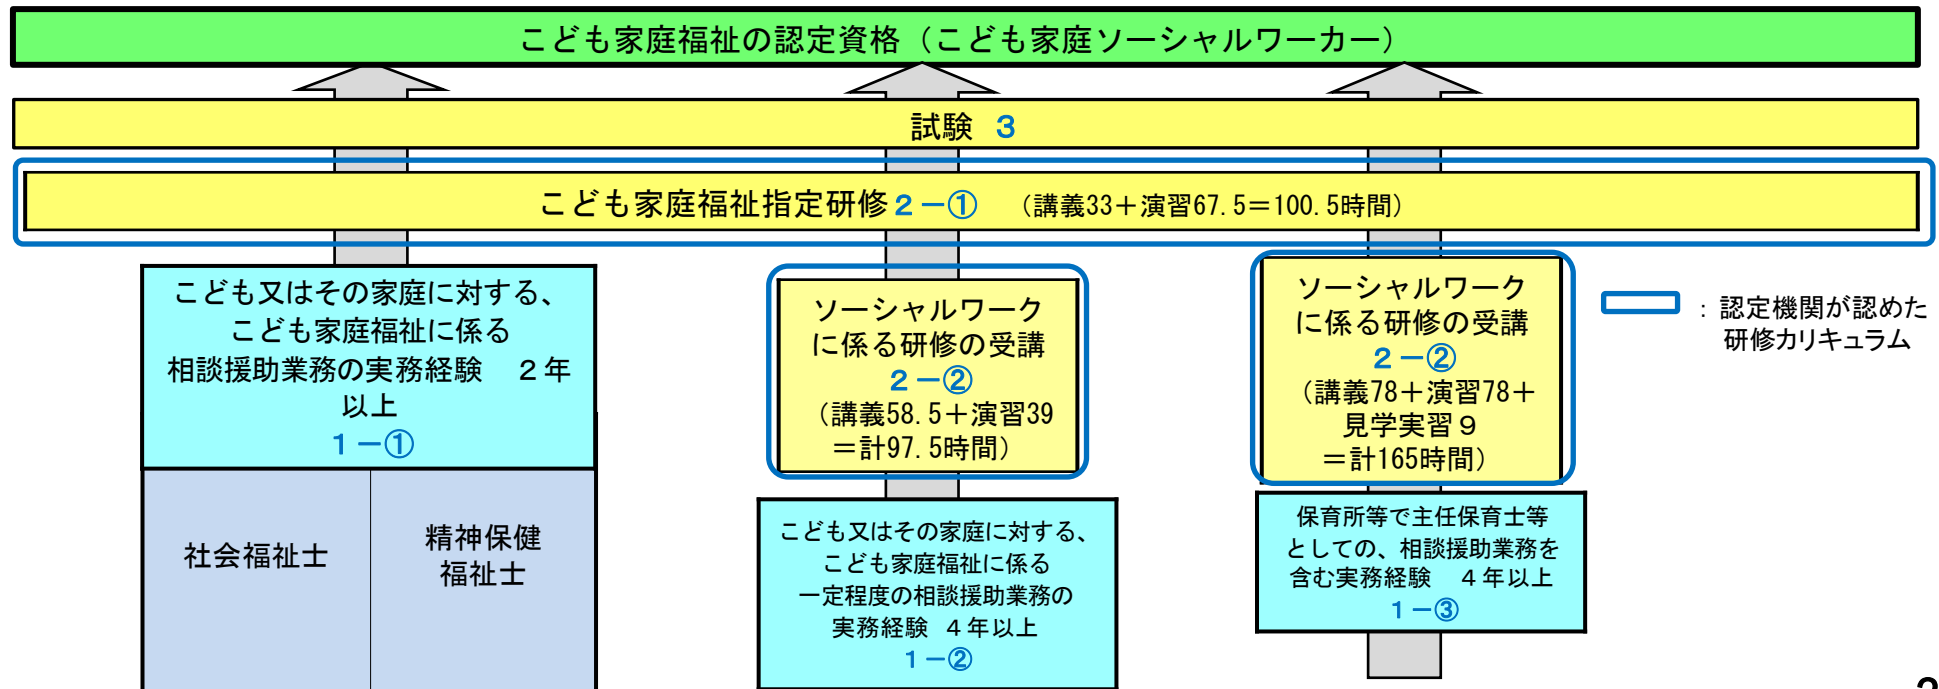 こども家庭福祉の認定資格（こども家庭ソーシャルワーカー）
試験　３
こども家庭福祉指定研修２－①　（講義33＋演習67.5＝100.5時間）
こども又はその家庭に対する、
こども家庭福祉に係る
相談援助業務の実務経験　２年
以上
１－①
社会福祉士
精神保健
福祉士
ソーシャルワーク
に係る研修の受講
２－②
（講義58.5＋演習39
＝計97.5時間）
こども又はその家庭に対する、
こども家庭福祉に係る
一定程度の相談援助業務の
実務経験　４年以上
１－②
ソーシャルワーク
に係る研修の受講
２－②
（講義78＋演習78＋
見学実習９
＝計165時間）
保育所等で主任保育士等
としての、相談援助業務を
含む実務経験　４年以上
１－③
：認定機関が認めた
研修カリキュラム